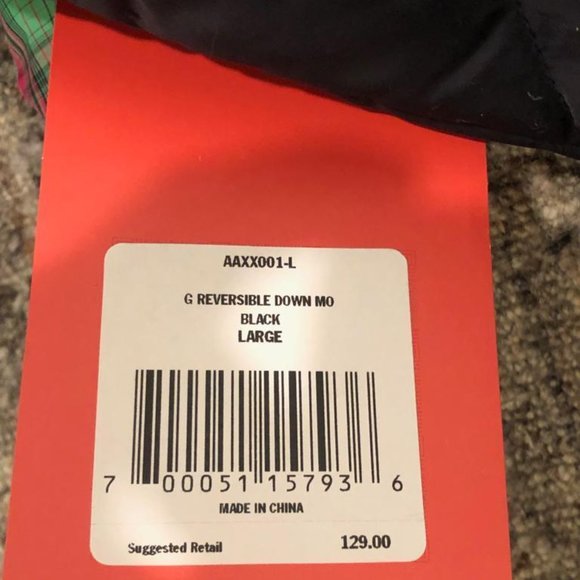 AAXX001-L
G REVERSIBLE DOWN MO
BLACK
LARGE
7 00051 15793 6
MADE IN CHINA
Suggested Retail 129.00